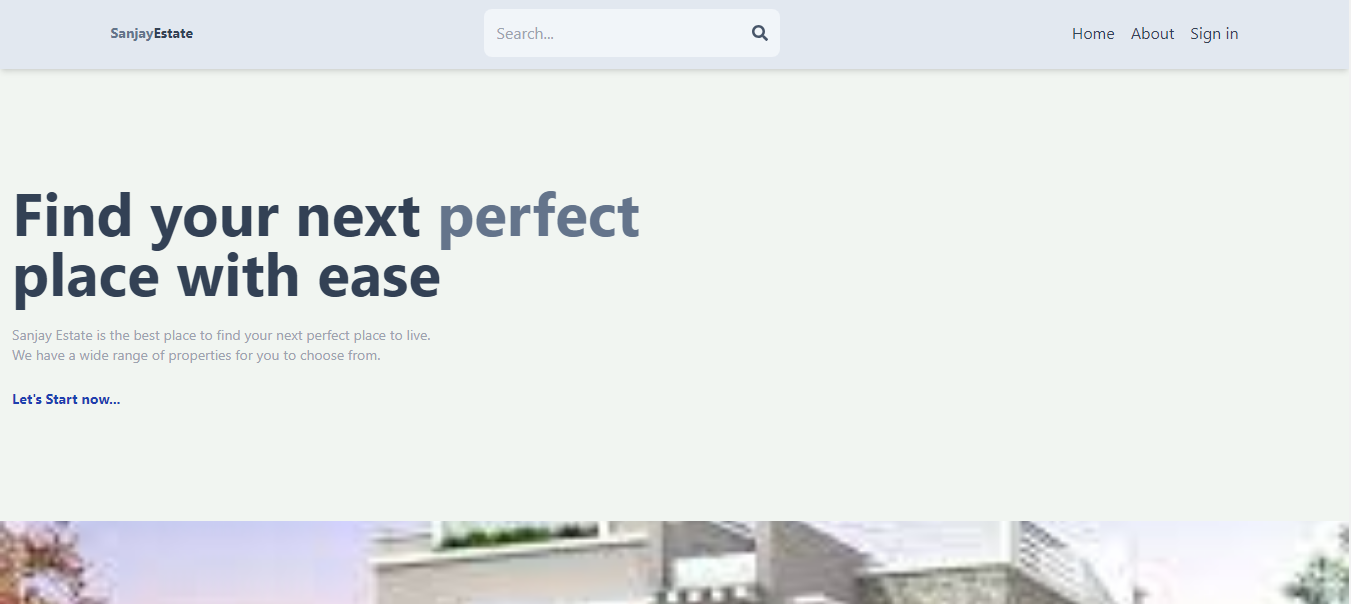 SanjayEstate
Search...
Home About Sign in
Find your next perfect
place with ease
Sanjay Estate is the best place to find your next perfect place to live.
We have a wide range of properties for you to choose from.
Let's Start now...